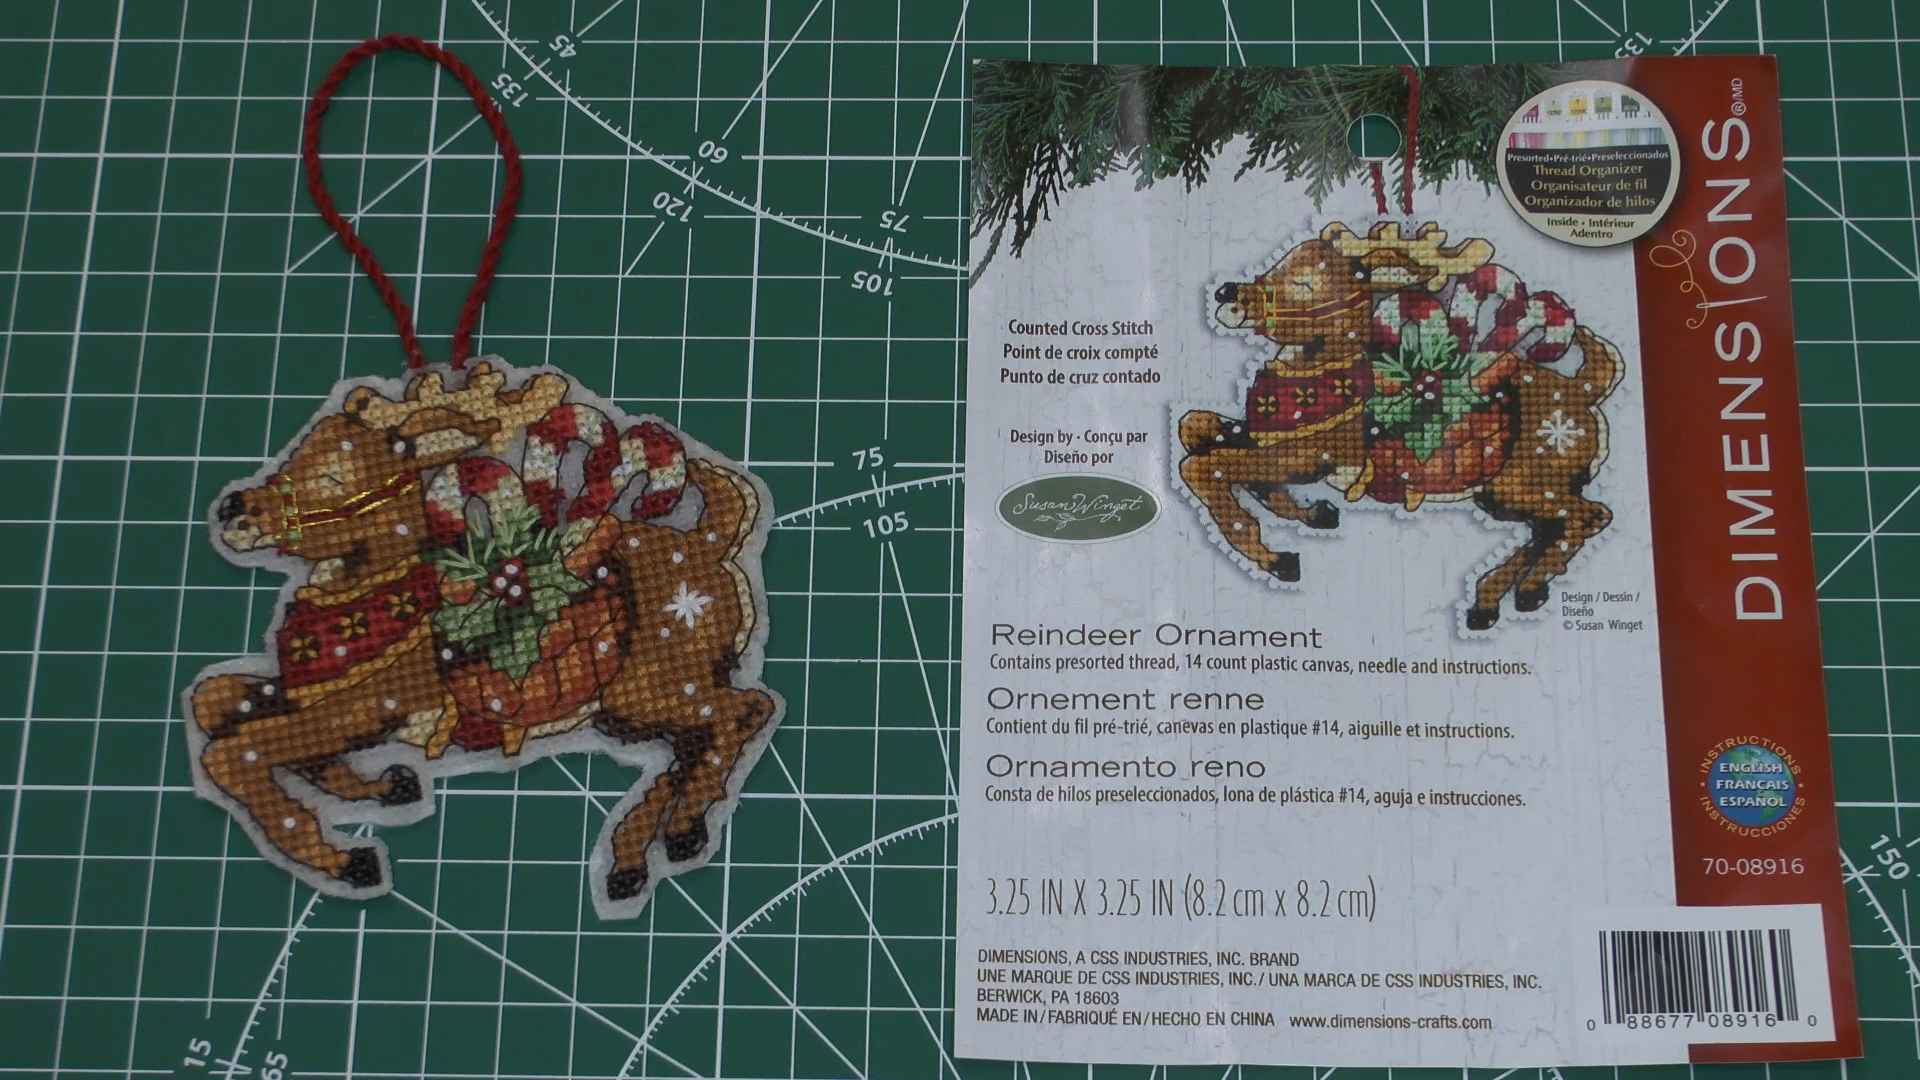 45
135
60
120
75
105
75
105
15
65
135
150
Presorted•Pré-trié•Preseleccionados
Thread Organizer
Organisateur de fil
Organizador de hilos
Inside • Intérieur
Adentro
DIMENSIONS®/MD
Counted Cross Stitch
Point de croix compté
Punto de cruz contado
Design by • Conçu par
Diseño por
Susan Winget
Design / Dessin /
Diseño
© Susan Winget
Reindeer Ornament
Contains presorted thread, 14 count plastic canvas, needle and instructions.
Ornement renne
Contient du fil pré-trié, canevas en plastique #14, aiguille et instructions.
Ornamento reno
Consta de hilos preseleccionados, lona de plástica #14, aguja e instrucciones.
INSTRUCTIONS
ENGLISH
FRANÇAIS
ESPAÑOL
INSTRUCCIONES
70-08916
3.25 IN X 3.25 IN (8.2 cm x 8.2 cm)
DIMENSIONS, A CSS INDUSTRIES, INC. BRAND
UNE MARQUE DE CSS INDUSTRIES, INC./ UNA MARCA DE CSS INDUSTRIES, INC.
BERWICK, PA 18603
MADE IN/FABRIQUÉ EN/HECHO EN CHINA www.dimensions-crafts.com
0 88677 08916 0